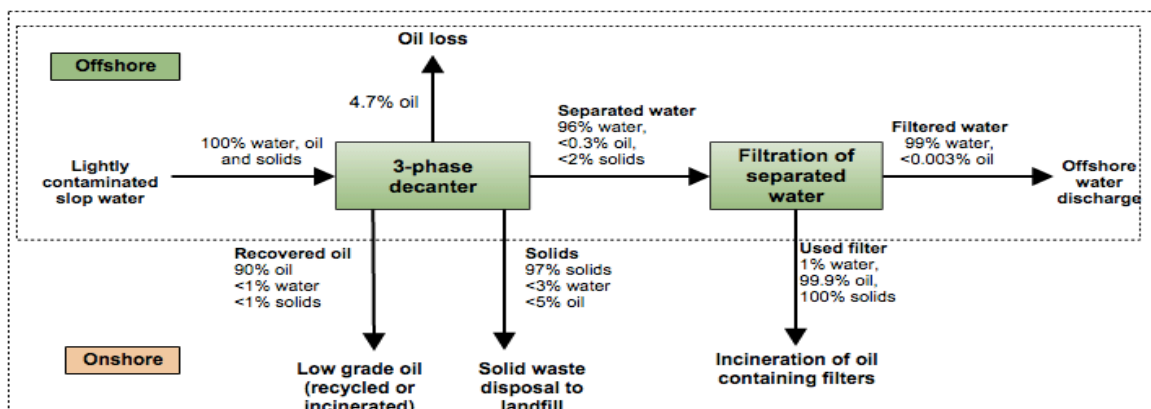 Oil loss
Offshore
4.7% oil
Separated water
96% water,
<0.3% oil,
<2% solids
Filtered water
99% water,
<0.003% oil
100% water, oil
and solids
Lightly
contaminated
slop water
3-phase
decanter
Filtration of
separated
water
Offshore
water
discharge
Recovered oil
90% oil
<1% water
<1% solids
Solids
97% solids
<3% water
<5% oil
Used filter
1% water,
99.9% oil,
100% solids
Onshore
Low grade oil
(recycled or
incinerated)
Solid waste
disposal to
landfill
Incineration of oil
containing filters